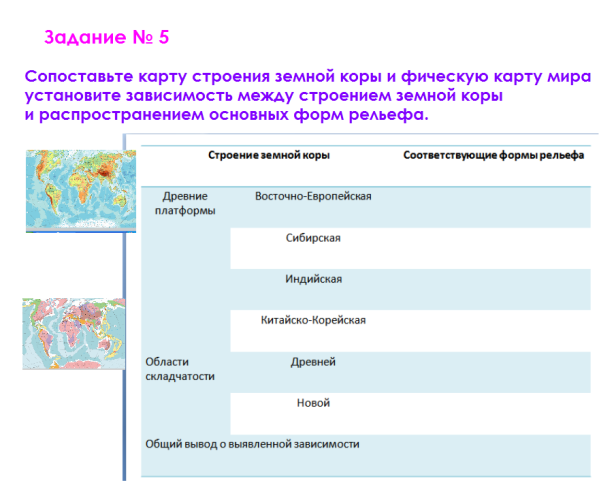 Задание № 5
Сопоставьте карту строения земной коры и фическую карту мира
установите зависимость между строением земной коры
и распространением основных форм рельефа.
Строение земной коры Соответствующие формы рельефа
Древние платформы Восточно-Европейская
Сибирская
Индийская
Китайско-Корейская
Области складчатости Древней
Новой
Общий вывод о выявленной зависимости